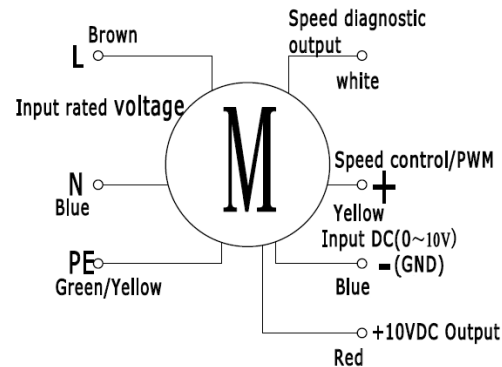 Brown
L
Input rated voltage
N
Blue
PE
Green/Yellow
M
Speed diagnostic
output
white
Speed control/PWM
+
Yellow
Input DC(0～10V)
-(GND)
Blue
+10VDC Output
Red